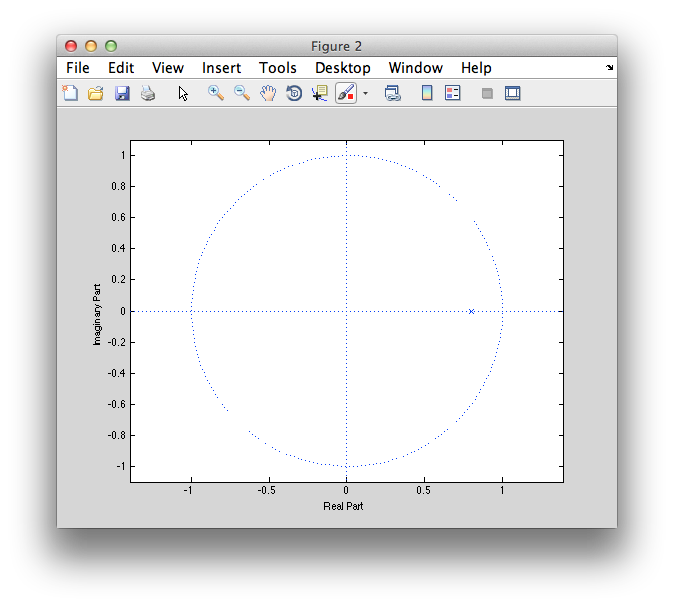 Figure 2
File Edit View Insert Tools Desktop Window Help
1
0.8
0.6
0.4
0.2
0
-0.2
-0.4
-0.6
-0.8
-1
Imaginary Part
-1 -0.5 0 0.5 1
Real Part